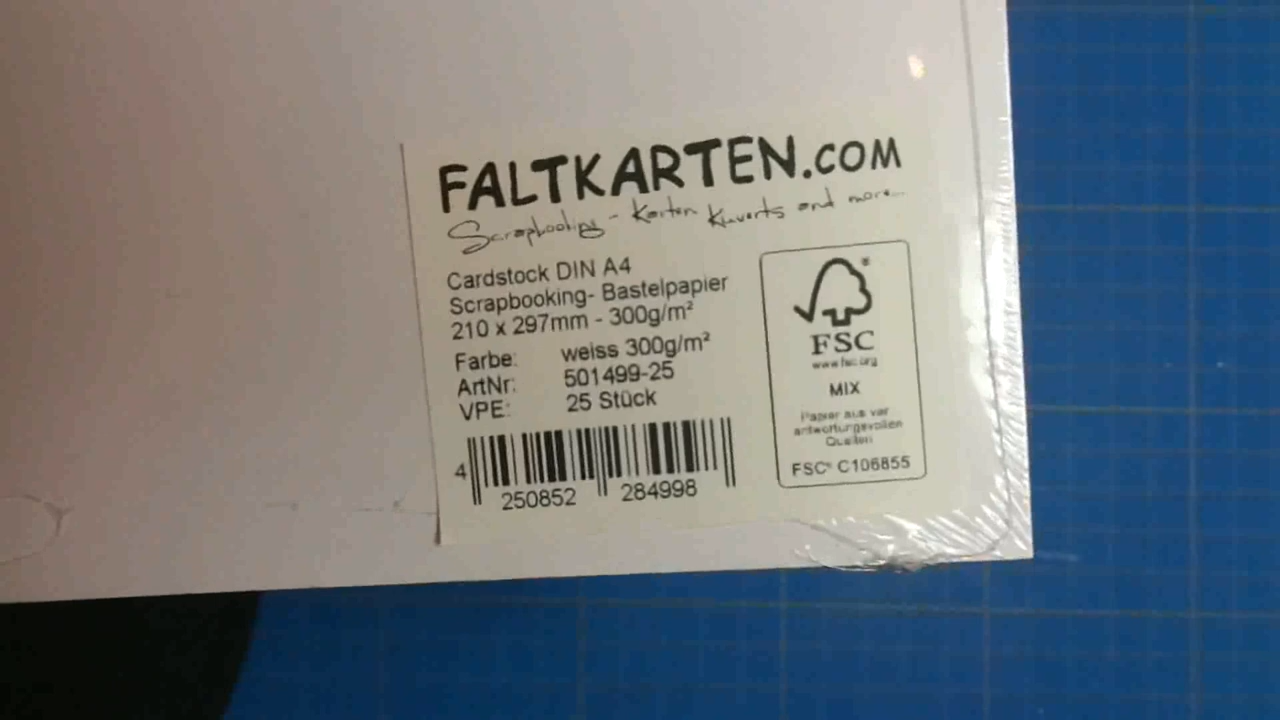 FALTKARTEN.COM
Scrapbooking - Karten Kuverts and more...
Cardstock DIN A4
Scrapbooking- Bastelpapier
210 x 297mm - 300g/m²
Farbe: weiss 300g/m²
ArtNr: 501499-25
VPE: 25 Stück
4 250852 284998
FSC®
www.fsc.org
MIX
Papier aus ver
antwortungsvollen
Quellen
FSC® C106855